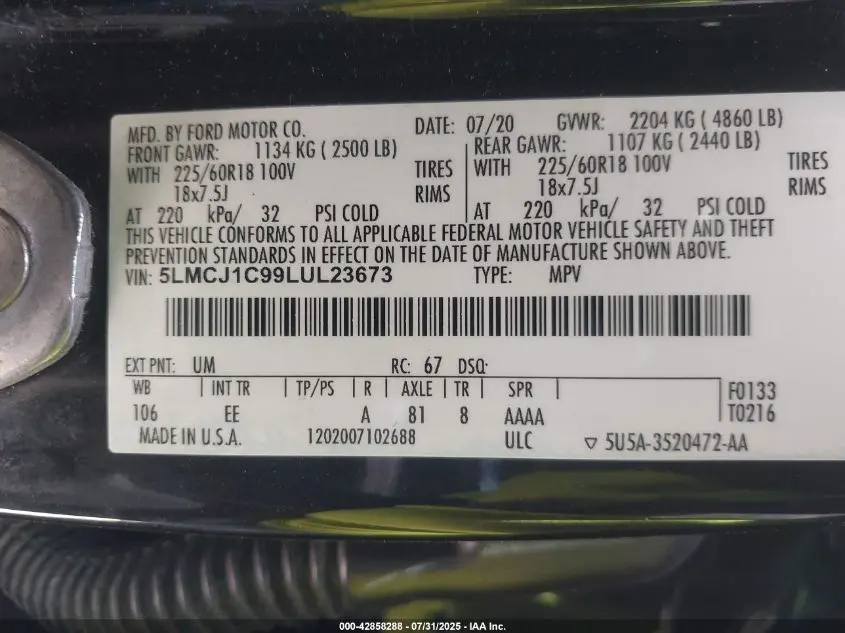 MFD. BY FORD MOTOR CO. DATE: 07/20 GVWR: 2204 KG ( 4860 LB)
FRONT GAWR: 1134 KG ( 2500 LB) REAR GAWR: 1107 KG ( 2440 LB)
WITH 225/60R18 100V TIRES WITH 225/60R18 100V TIRES
18x7.5J RIMS 18x7.5J RIMS
AT 220 kPa/ 32 PSI COLD AT 220 kPa/ 32 PSI COLD
THIS VEHICLE CONFORMS TO ALL APPLICABLE FEDERAL MOTOR VEHICLE SAFETY AND THEFT
PREVENTION STANDARDS IN EFFECT ON THE DATE OF MANUFACTURE SHOWN ABOVE.
VIN: 5LMCJ1C99LUL23673 TYPE: MPV
EXT PNT: UM RC: 67 DSO:
WB INT TR TP/PS R AXLE TR SPR F0133
106 EE A 81 8 AAAA T0216
MADE IN U.S.A. 1202007102688 ULC ▽ 5U5A-3520472-AA
000-42858288 - 07/31/2025 - IAA Inc.